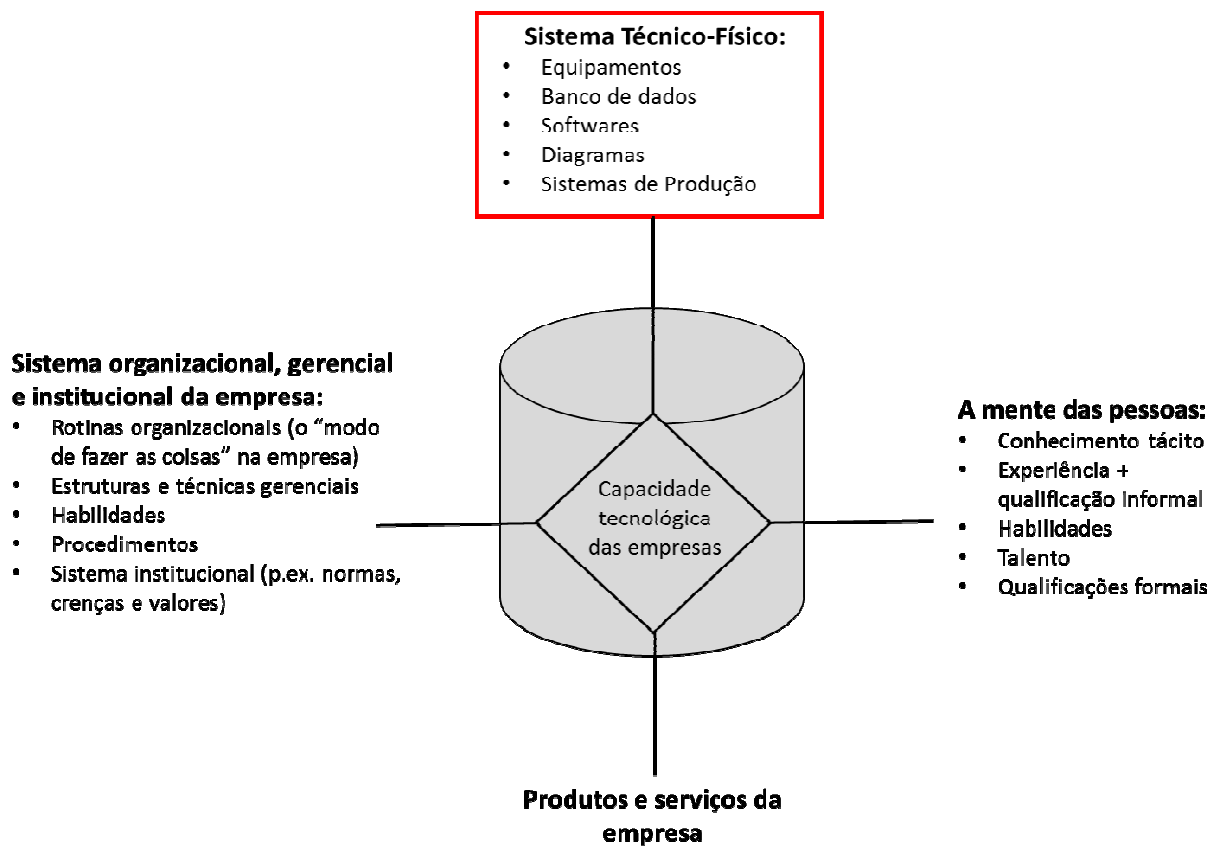 Sistema Técnico-Físico:
• Equipamentos
• Banco de dados
• Softwares
• Diagramas
• Sistemas de Produção
Sistema organizacional, gerencial
e institucional da empresa:
• Rotinas organizacionais (o “modo
de fazer as coisas” na empresa)
• Estruturas e técnicas gerenciais
• Habilidades
• Procedimentos
• Sistema institucional (p.ex. normas,
crenças e valores)
Capacidade
tecnológica
das empresas
A mente das pessoas:
• Conhecimento tácito
• Experiência +
qualificação informal
• Habilidades
• Talento
• Qualificações formais
Produtos e serviços da
empresa